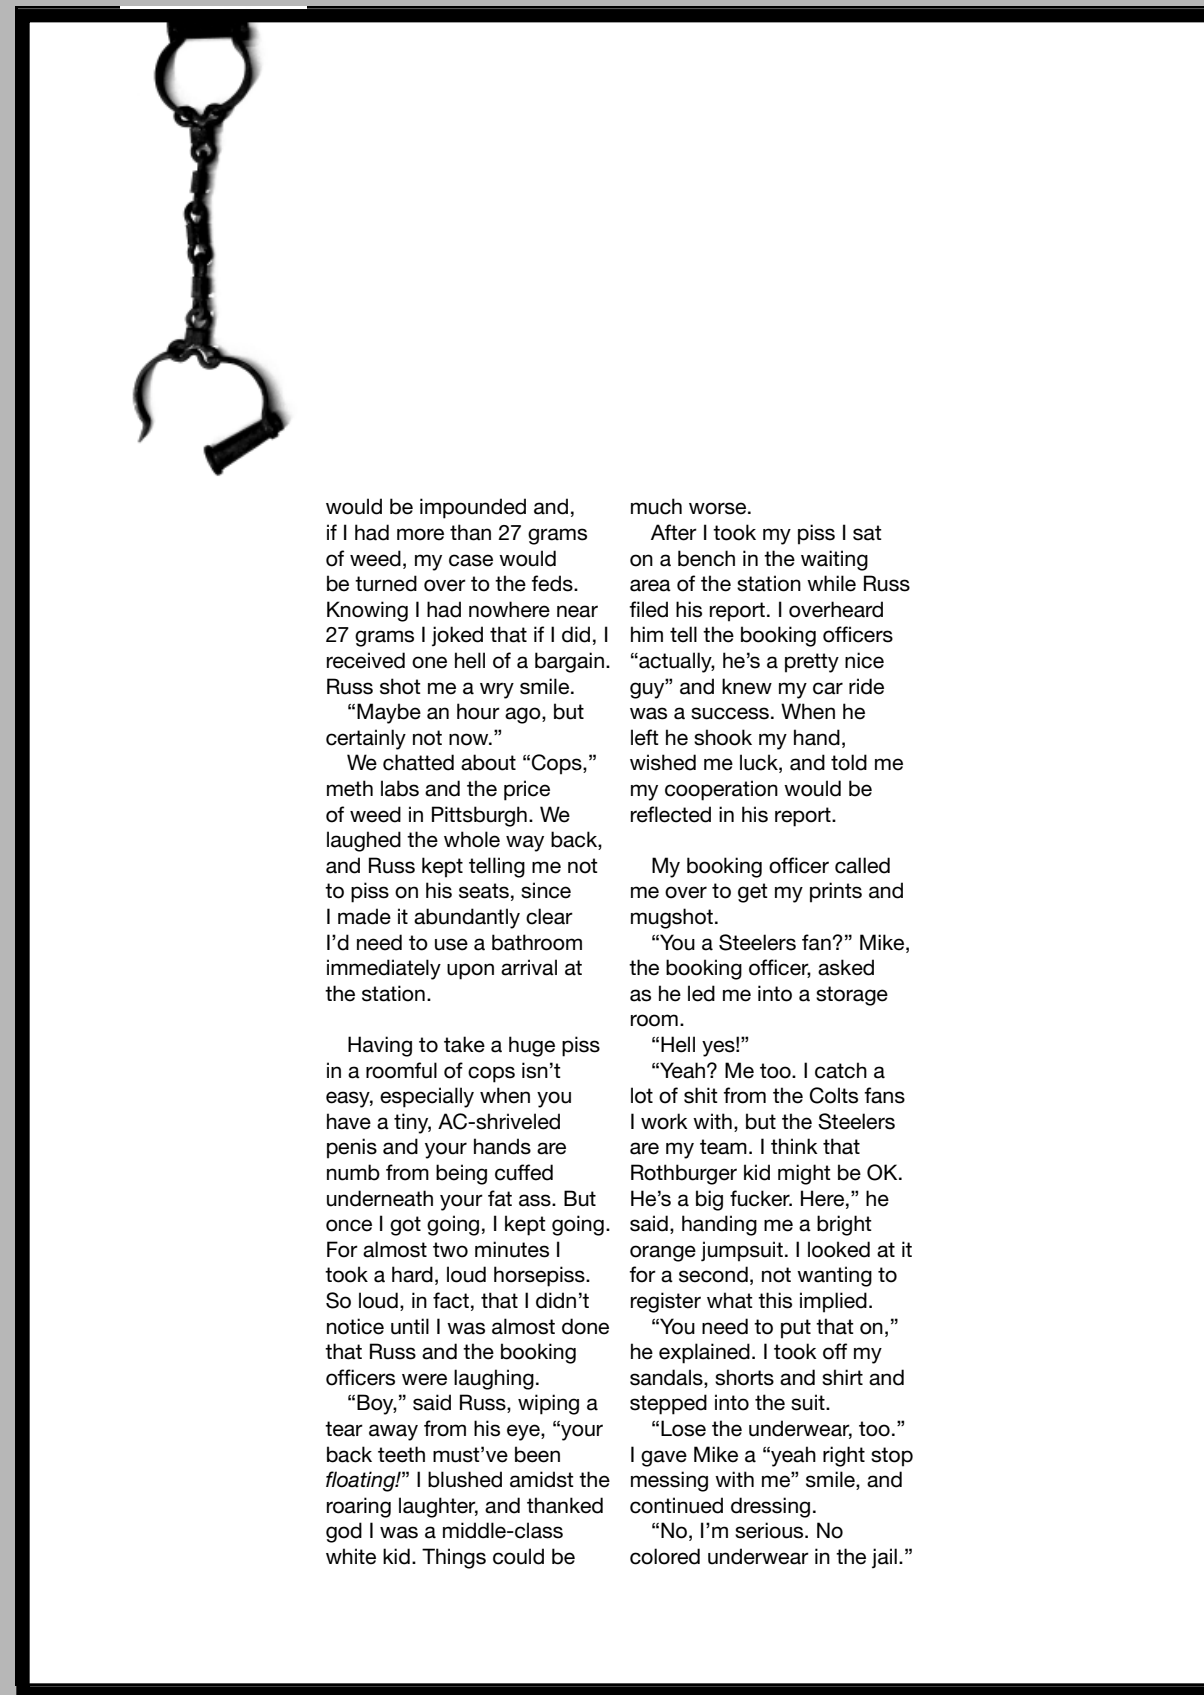 would be impounded and,
if I had more than 27 grams
of weed, my case would
be turned over to the feds.
Knowing I had nowhere near
27 grams I joked that if I did, I
received one hell of a bargain.
Russ shot me a wry smile.
“Maybe an hour ago, but
certainly not now.”
We chatted about “Cops,”
meth labs and the price
of weed in Pittsburgh. We
laughed the whole way back,
and Russ kept telling me not
to piss on his seats, since
I made it abundantly clear
I’d need to use a bathroom
immediately upon arrival at
the station.
Having to take a huge piss
in a roomful of cops isn’t
easy, especially when you
have a tiny, AC-shriveled
penis and your hands are
numb from being cuffed
underneath your fat ass. But
once I got going, I kept going.
For almost two minutes I
took a hard, loud horsepiss.
So loud, in fact, that I didn’t
notice until I was almost done
that Russ and the booking
officers were laughing.
“Boy,” said Russ, wiping a
tear away from his eye, “your
back teeth must’ve been
floating!” I blushed amidst the
roaring laughter, and thanked
god I was a middle-class
white kid. Things could be
much worse.
After I took my piss I sat
on a bench in the waiting
area of the station while Russ
filed his report. I overheard
him tell the booking officers
“actually, he’s a pretty nice
guy” and knew my car ride
was a success. When he
left he shook my hand,
wished me luck, and told me
my cooperation would be
reflected in his report.
My booking officer called
me over to get my prints and
mugshot.
“You a Steelers fan?” Mike,
the booking officer, asked
as he led me into a storage
room.
“Hell yes!”
“Yeah? Me too. I catch a
lot of shit from the Colts fans
I work with, but the Steelers
are my team. I think that
Rothburger kid might be OK.
He’s a big fucker. Here,” he
said, handing me a bright
orange jumpsuit. I looked at it
for a second, not wanting to
register what this implied.
“You need to put that on,”
he explained. I took off my
sandals, shorts and shirt and
stepped into the suit.
“Lose the underwear, too.”
I gave Mike a “yeah right stop
messing with me” smile, and
continued dressing.
“No, I’m serious. No
colored underwear in the jail.”